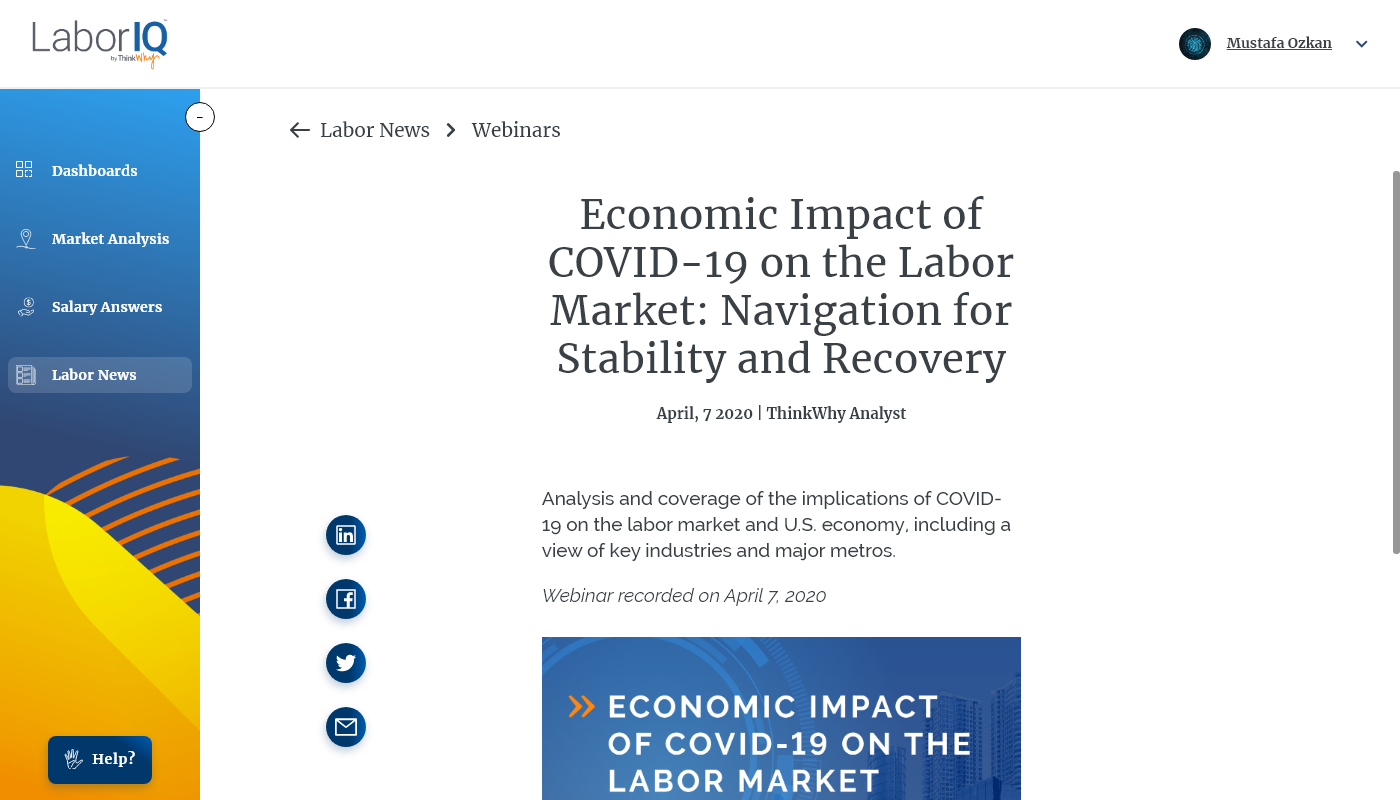 LaborIQ
by ThinkWhy
Mustafa Ozkan
-
Labor News > Webinars
Dashboards
Market Analysis
Salary Answers
Labor News
Economic Impact of
COVID-19 on the Labor
Market: Navigation for
Stability and Recovery
April, 7 2020 | ThinkWhy Analyst
Analysis and coverage of the implications of COVID-
19 on the labor market and U.S. economy, including a
view of key industries and major metros.
Webinar recorded on April 7, 2020
ECONOMIC IMPACT
OF COVID-19 ON THE
LABOR MARKET
Help?